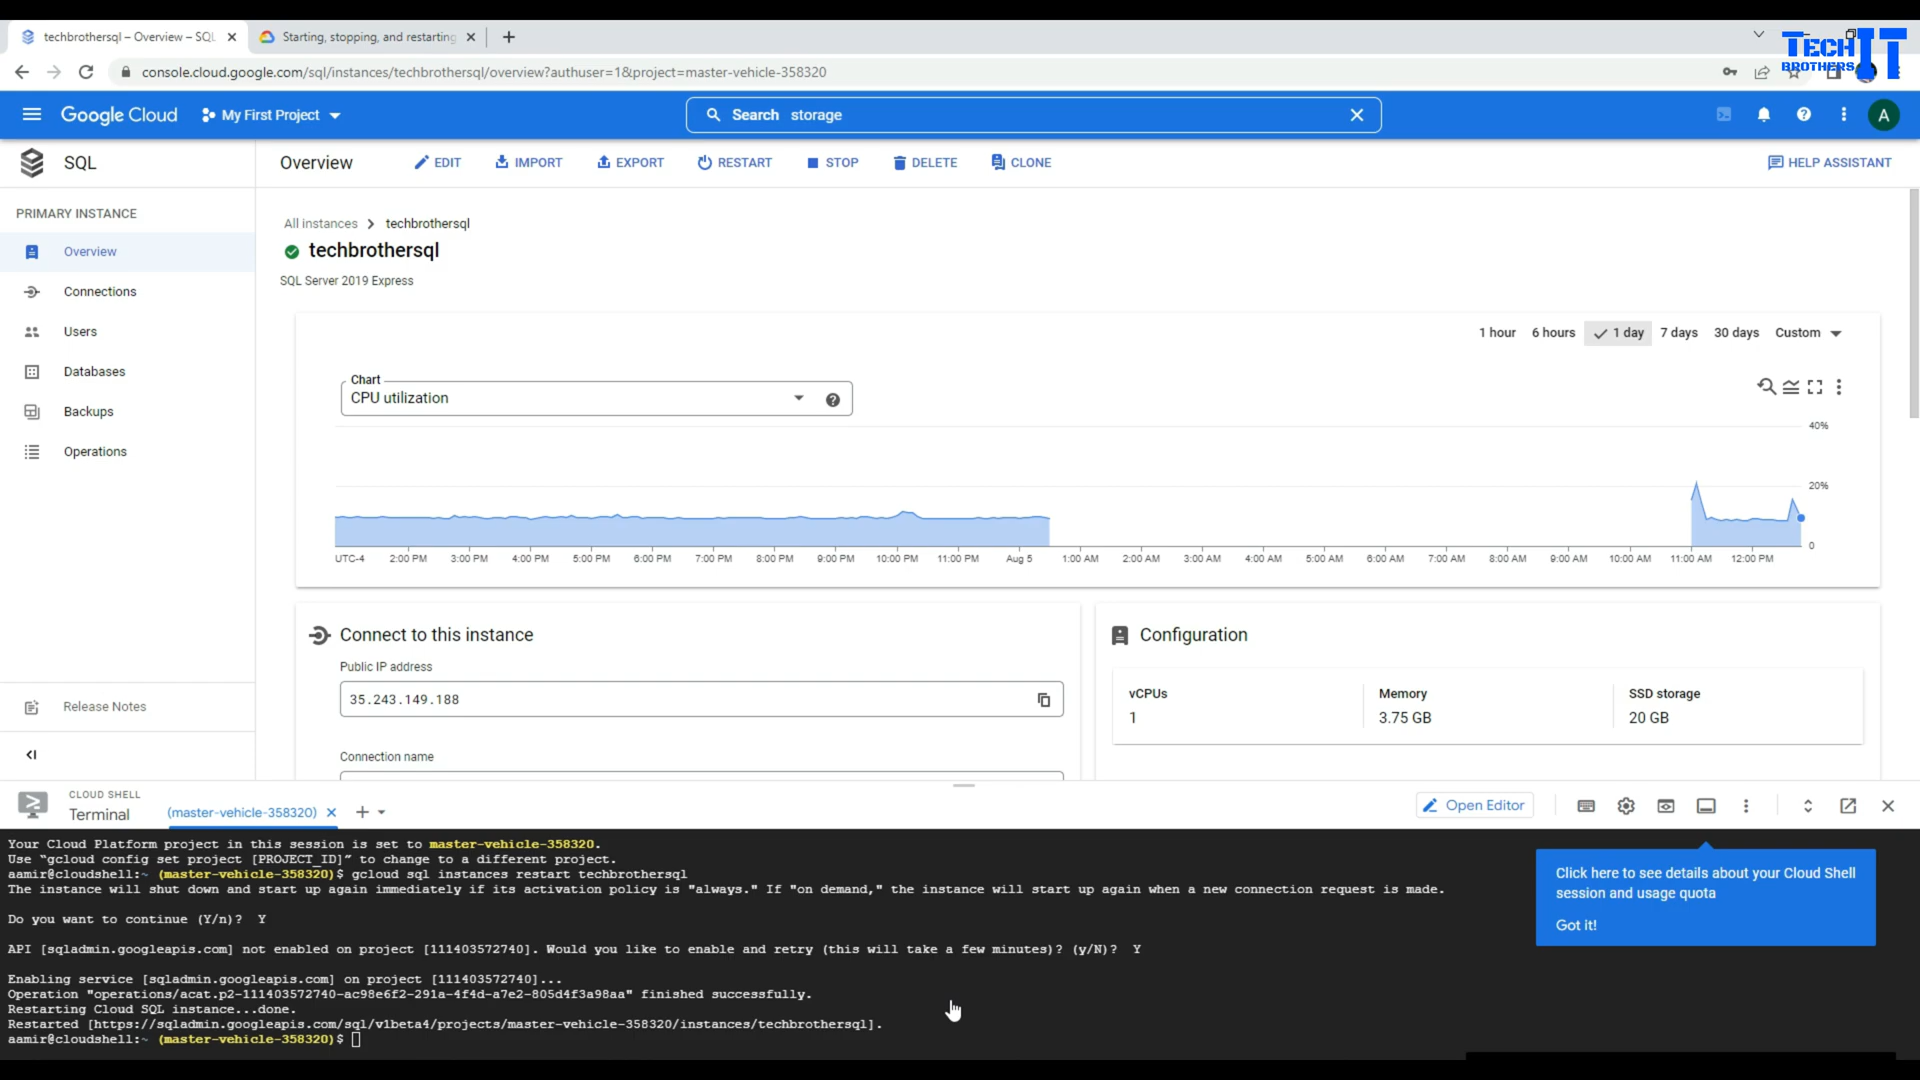 techbrothersql – Overview – SQL
Starting, stopping, and restarting
TECH IT
BROTHERS
console.cloud.google.com/sql/instances/techbrothersql/overview?authuser=1&project=master-vehicle-358320
Google Cloud
My First Project
Search storage
A
SQL
Overview
EDIT
IMPORT
EXPORT
RESTART
STOP
DELETE
CLONE
HELP ASSISTANT
PRIMARY INSTANCE
Overview
Connections
Users
Databases
Backups
Operations
Release Notes
All instances > techbrothersql
techbrothersql
SQL Server 2019 Express
1 hour 6 hours 1 day 7 days 30 days Custom
Chart
CPU utilization
40%
20%
0
UTC-4 2:00 PM 3:00 PM 4:00 PM 5:00 PM 6:00 PM 7:00 PM 8:00 PM 9:00 PM 10:00 PM 11:00 PM Aug 5 1:00 AM 2:00 AM 3:00 AM 4:00 AM 5:00 AM 6:00 AM 7:00 AM 8:00 AM 9:00 AM 10:00 AM 11:00 AM 12:00 PM
Connect to this instance
Public IP address
35.243.149.188
Connection name
Configuration
vCPUs
1
Memory
3.75 GB
SSD storage
20 GB
CLOUD SHELL
Terminal
(master-vehicle-358320)
Open Editor
Your Cloud Platform project in this session is set to master-vehicle-358320.
Use "gcloud config set project [PROJECT_ID]" to change to a different project.
aamir@cloudshell:~ (master-vehicle-358320)$ gcloud sql instances restart techbrothersql
The instance will shut down and start up again immediately if its activation policy is "always." If "on demand," the instance will start up again when a new connection request is made.
Do you want to continue (Y/n)? Y
API [sqladmin.googleapis.com] not enabled on project [111403572740]. Would you like to enable and retry (this will take a few minutes)? (y/N)? Y
Enabling service [sqladmin.googleapis.com] on project [111403572740]...
Operation "operations/acat.p2-111403572740-ac98e6f2-291a-4f4d-a7e2-805d4f3a98aa" finished successfully.
Restarting Cloud SQL instance...done.
Restarted [https://sqladmin.googleapis.com/sql/v1beta4/projects/master-vehicle-358320/instances/techbrothersql].
aamir@cloudshell:~ (master-vehicle-358320)$
Click here to see details about your Cloud Shell
session and usage quota
Got it!